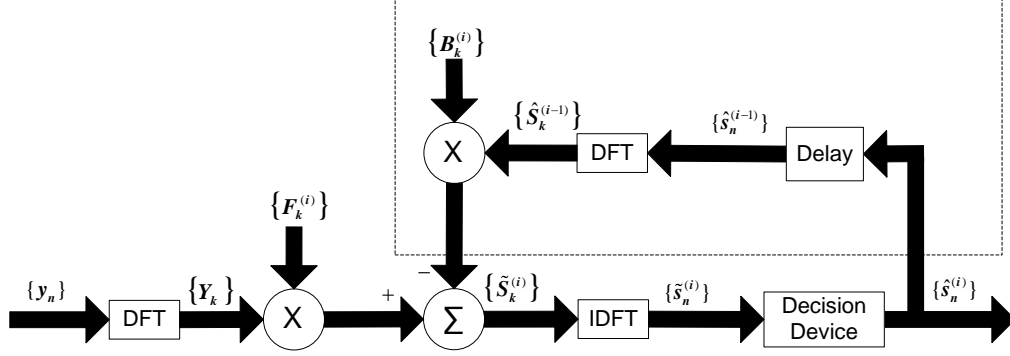 {B_k^(i)}
{Ŝ_k^(i-1)}
{ŝ_n^(i-1)}
X
DFT
Delay
{F_k^(i)}
−
{y_n}
{Y_k}
+
{S̃_k^(i)}
{s̃_n^(i)}
{ŝ_n^(i)}
DFT
X
Σ
IDFT
Decision
Device